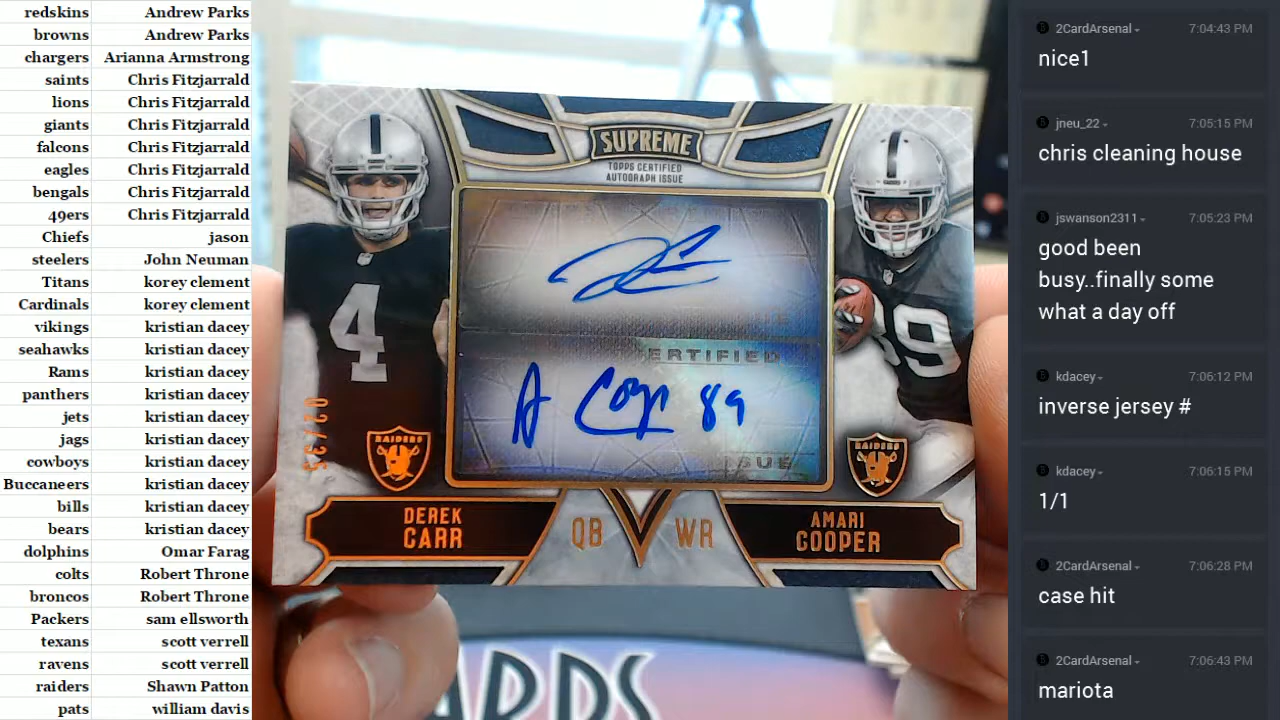 redskins Andrew Parks
browns Andrew Parks
chargers Arianna Armstrong
saints Chris Fitzjarrald
lions Chris Fitzjarrald
giants Chris Fitzjarrald
falcons Chris Fitzjarrald
eagles Chris Fitzjarrald
bengals Chris Fitzjarrald
49ers Chris Fitzjarrald
Chiefs jason
steelers John Neuman
Titans korey clement
Cardinals korey clement
vikings kristian dacey
seahawks kristian dacey
Rams kristian dacey
panthers kristian dacey
jets kristian dacey
jags kristian dacey
cowboys kristian dacey
Buccaneers kristian dacey
bills kristian dacey
bears kristian dacey
dolphins Omar Farag
colts Robert Throne
broncos Robert Throne
Packers sam ellsworth
texans scott verrell
ravens scott verrell
raiders Shawn Patton
pats william davis
SUPREME
TOPPS CERTIFIED
AUTOGRAPH ISSUE
4
89
ERTIFIED
A Coop 89
SUE
RAIDERS
RAIDERS
DEREK
CARR
QB
WR
AMARI
COOPER
ARDS
2CardArsenal 7:04:43 PM
nice1
jneu_22 7:05:15 PM
chris cleaning house
jswanson2311 7:05:23 PM
good been
busy..finally some
what a day off
kdacey 7:06:12 PM
inverse jersey #
kdacey 7:06:15 PM
1/1
2CardArsenal 7:06:28 PM
case hit
2CardArsenal 7:06:43 PM
mariota